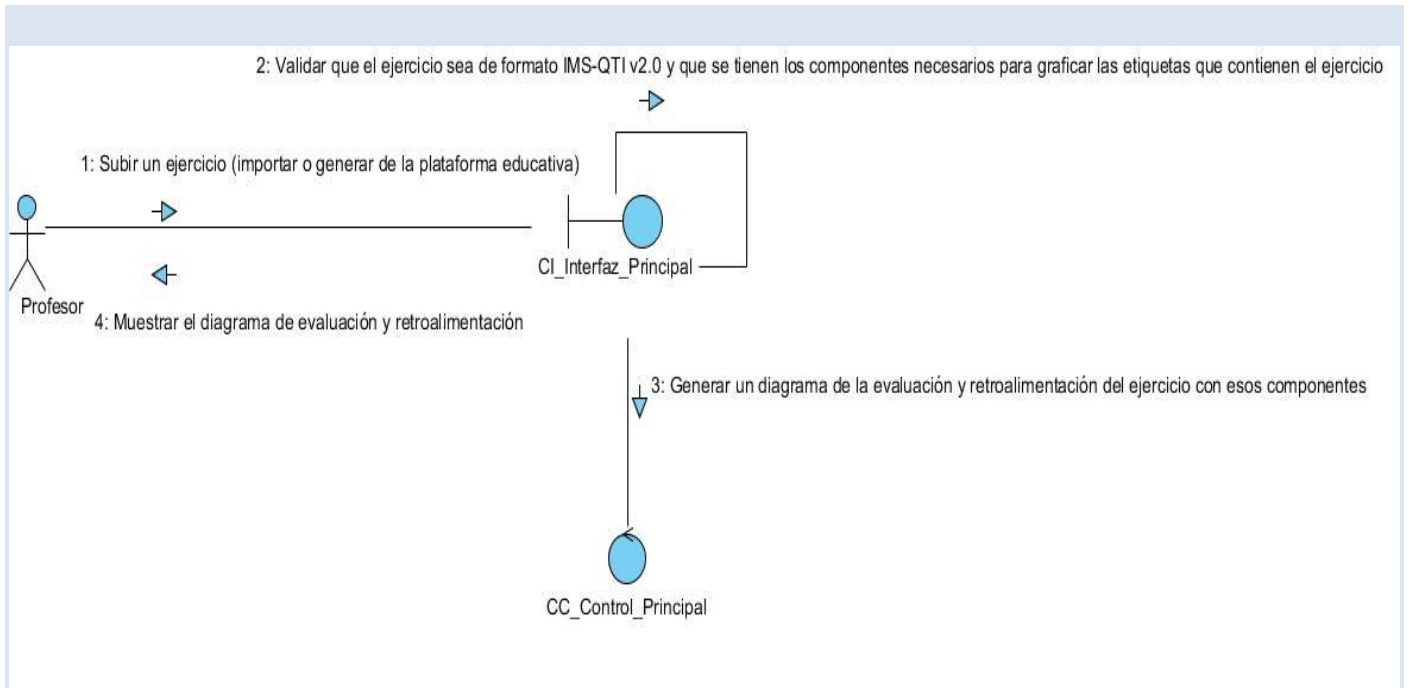 2: Validar que el ejercicio sea de formato IMS-QTI v2.0 y que se tienen los componentes necesarios para graficar las etiquetas que contienen el ejercicio
1: Subir un ejercicio (importar o generar de la plataforma educativa)
CI_Interfaz_Principal
Profesor
4: Muestrar el diagrama de evaluación y retroalimentación
3: Generar un diagrama de la evaluación y retroalimentación del ejercicio con esos componentes
CC_Control_Principal